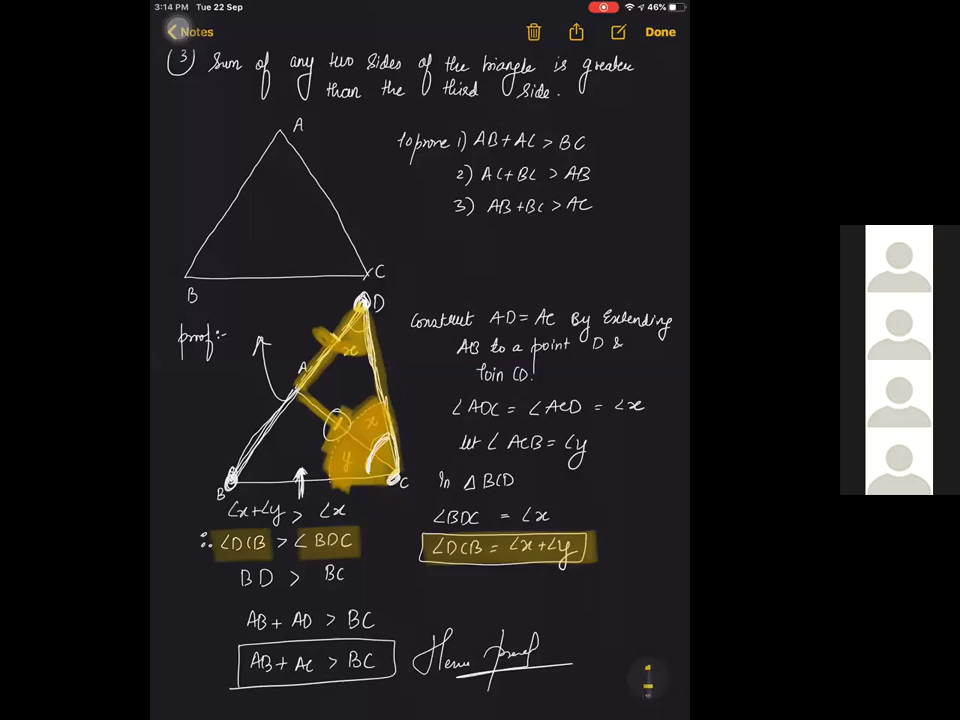 3:14 PM Tue 22 Sep
46%
Notes
Done
(3) Sum of any two sides of the triangle is greater
than the third side.
A
B
C
To prove 1) AB + AC > BC
2) AC + BC > AB
3) AB + BC > AC
proof:-
D
A
x
x
y
B
C
Construct AD = AC By Extending
AB to a point D &
Join CD.
∠ADC = ∠ACD = ∠x
let ∠ACB = ∠y
In △BCD
∠BDC = ∠x
∠DCB = ∠x+∠y
∠x+∠y > ∠x
∴ ∠DCB > ∠BDC
BD > BC
AB + AD > BC
AB + AC > BC
Hence proved